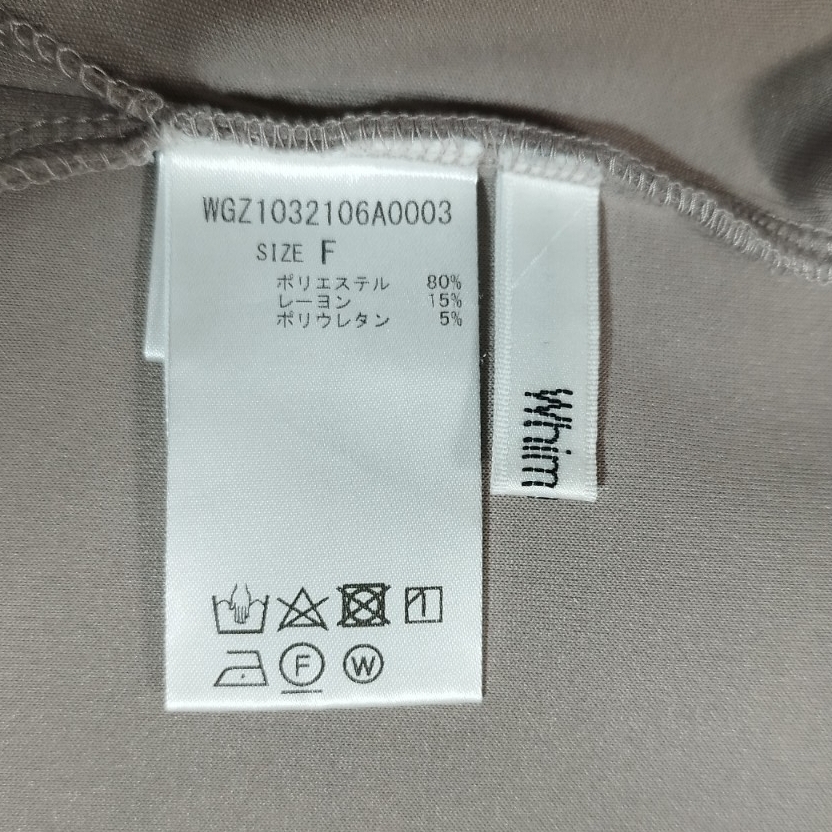 WGZ1032106A0003
SIZE F
ポリエステル 80%
レーヨン 15%
ポリウレタン 5%
F W
Whim